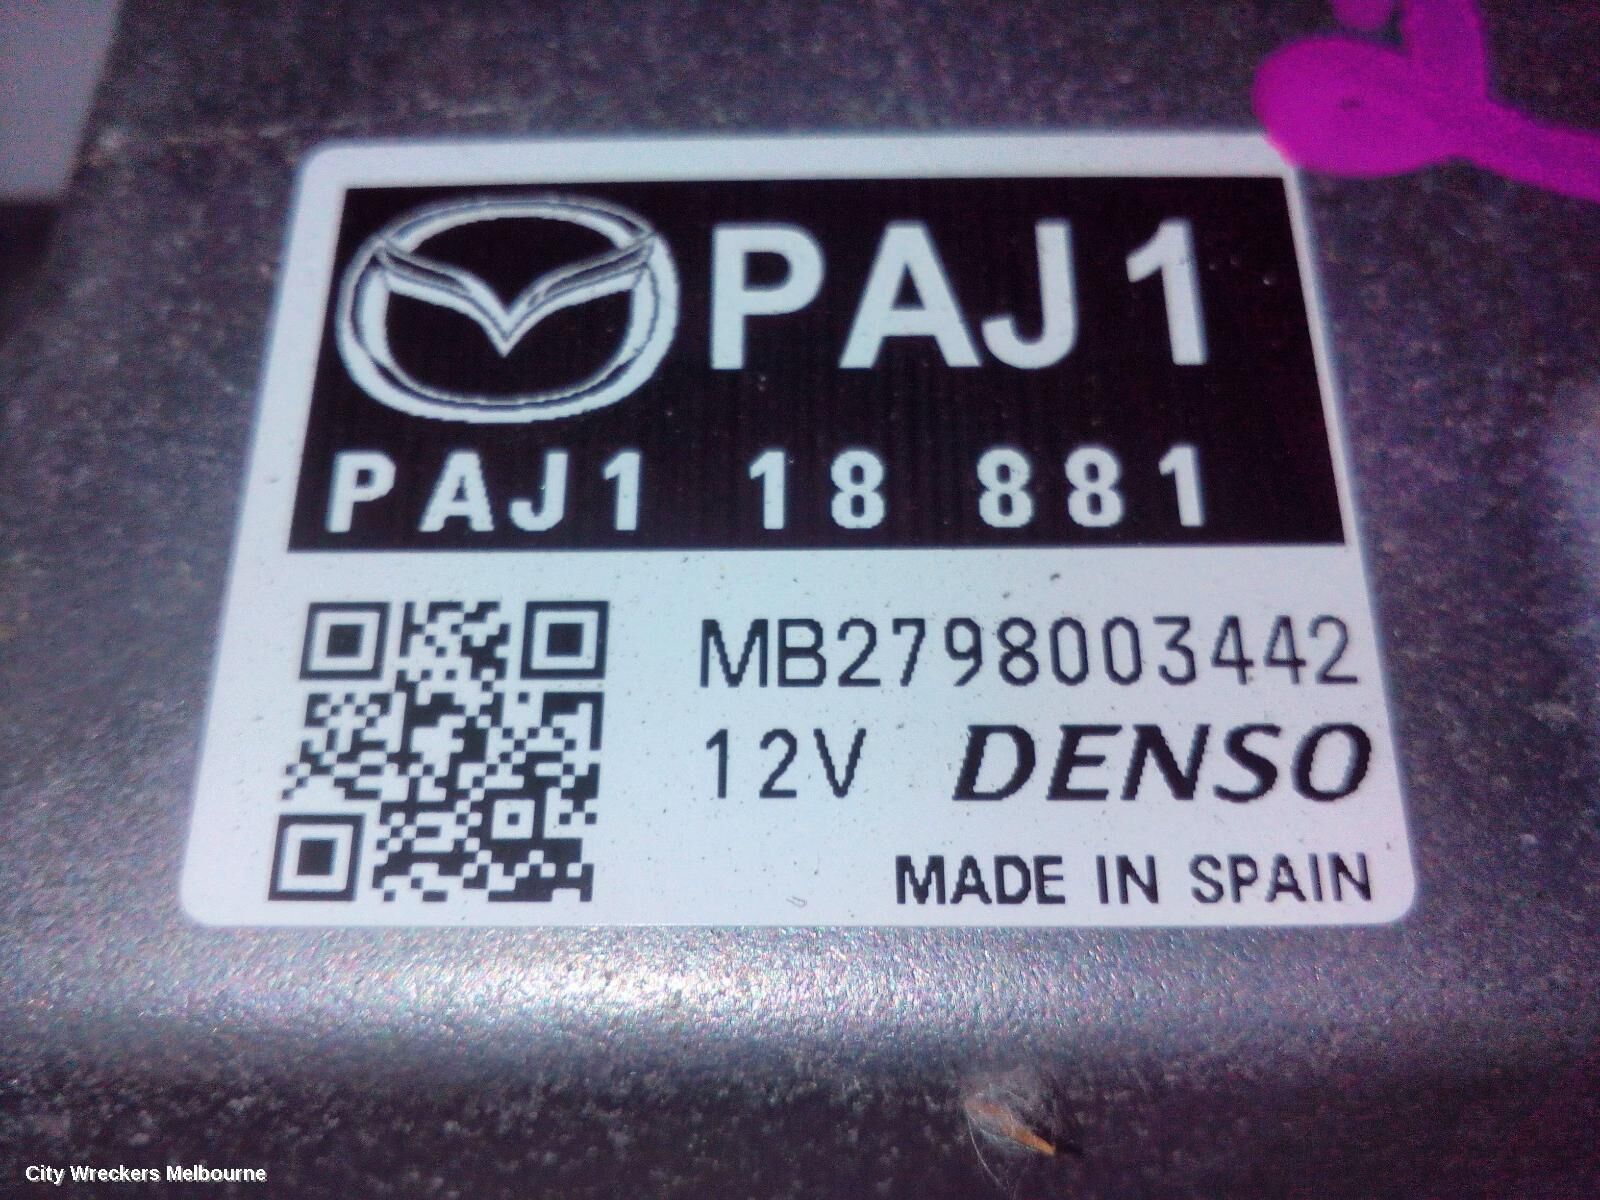 PAJ1
PAJ1 18 881
MB2798003442
12V DENSO
MADE IN SPAIN
City Wreckers Melbourne